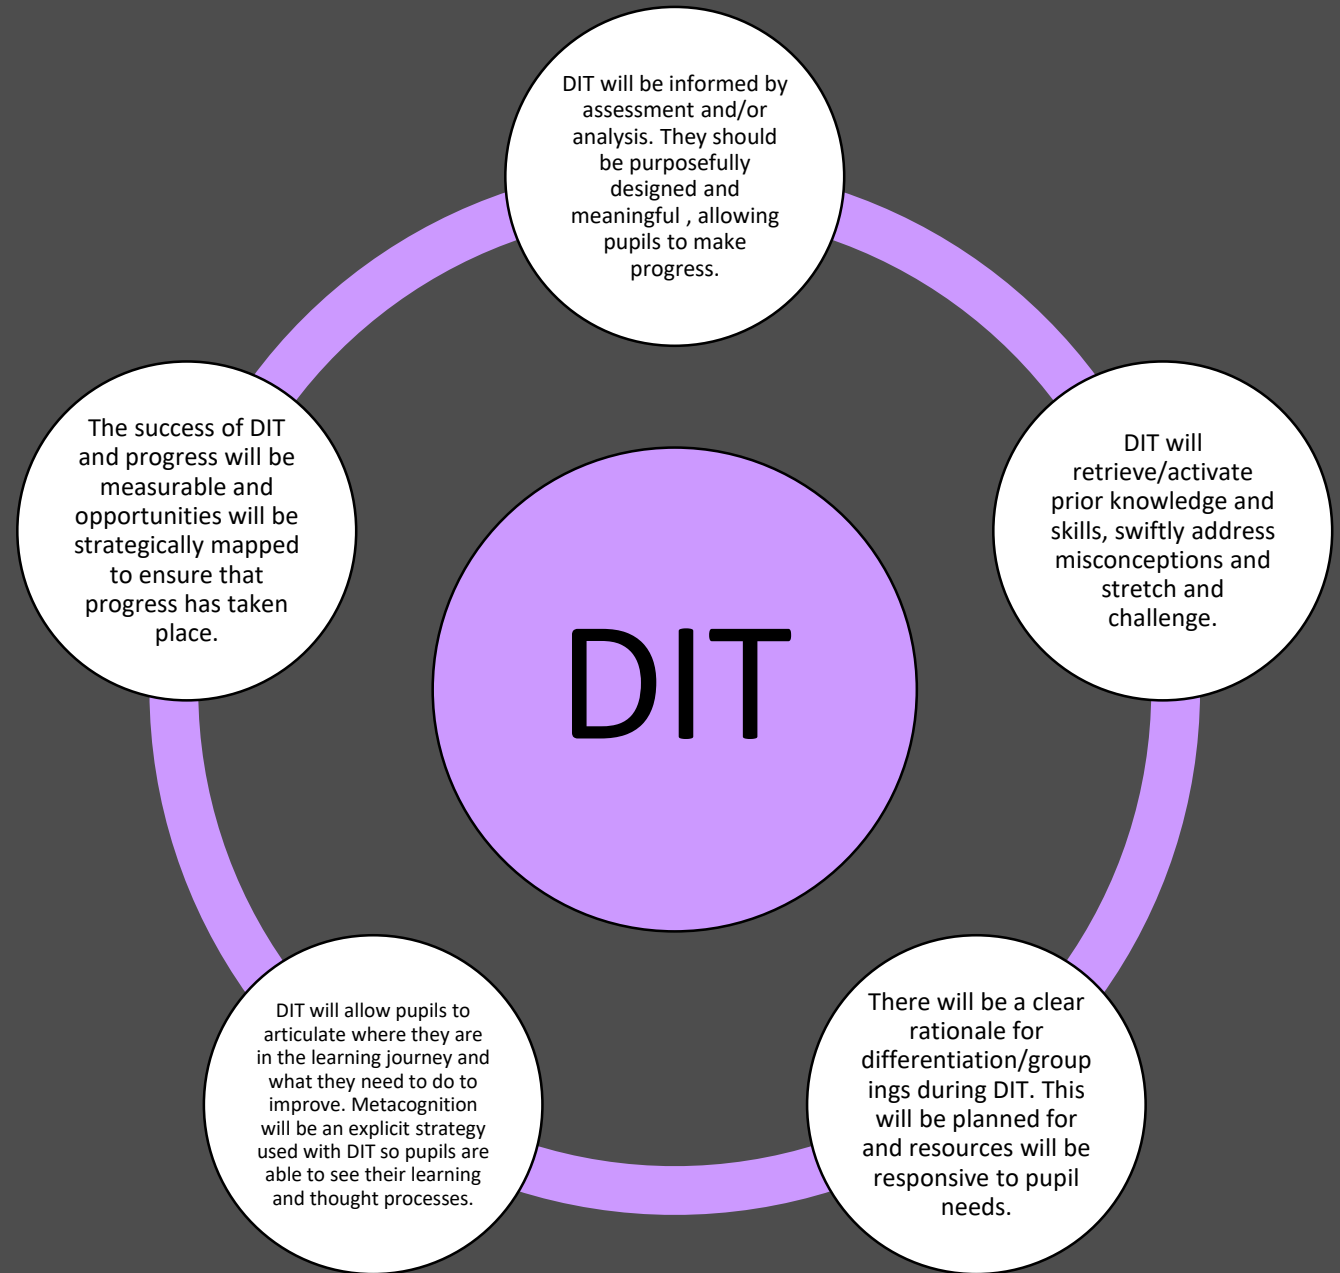 DIT will be informed by
assessment and/or
analysis. They should
be purposefully
designed and
meaningful , allowing
pupils to make
progress.
DIT will
retrieve/activate
prior knowledge and
skills, swiftly address
misconceptions and
stretch and
challenge.
There will be a clear
rationale for
differentiation/group
ings during DIT. This
will be planned for
and resources will be
responsive to pupil
needs.
DIT will allow pupils to
articulate where they are
in the learning journey and
what they need to do to
improve. Metacognition
will be an explicit strategy
used with DIT so pupils are
able to see their learning
and thought processes.
The success of DIT
and progress will be
measurable and
opportunities will be
strategically mapped
to ensure that
progress has taken
place.
DIT